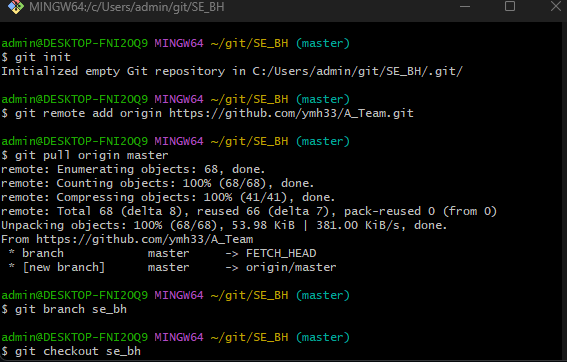 MINGW64:/c/Users/admin/git/SE_BH
admin@DESKTOP-FNI2OQ9 MINGW64 ~/git/SE_BH (master)
$ git init
Initialized empty Git repository in C:/Users/admin/git/SE_BH/.git/
admin@DESKTOP-FNI2OQ9 MINGW64 ~/git/SE_BH (master)
$ git remote add origin https://github.com/ymh33/A_Team.git
admin@DESKTOP-FNI2OQ9 MINGW64 ~/git/SE_BH (master)
$ git pull origin master
remote: Enumerating objects: 68, done.
remote: Counting objects: 100% (68/68), done.
remote: Compressing objects: 100% (41/41), done.
remote: Total 68 (delta 8), reused 66 (delta 7), pack-reused 0 (from 0)
Unpacking objects: 100% (68/68), 53.98 KiB | 381.00 KiB/s, done.
From https://github.com/ymh33/A_Team
 * branch            master     -> FETCH_HEAD
 * [new branch]      master     -> origin/master
admin@DESKTOP-FNI2OQ9 MINGW64 ~/git/SE_BH (master)
$ git branch se_bh
admin@DESKTOP-FNI2OQ9 MINGW64 ~/git/SE_BH (master)
$ git checkout se_bh